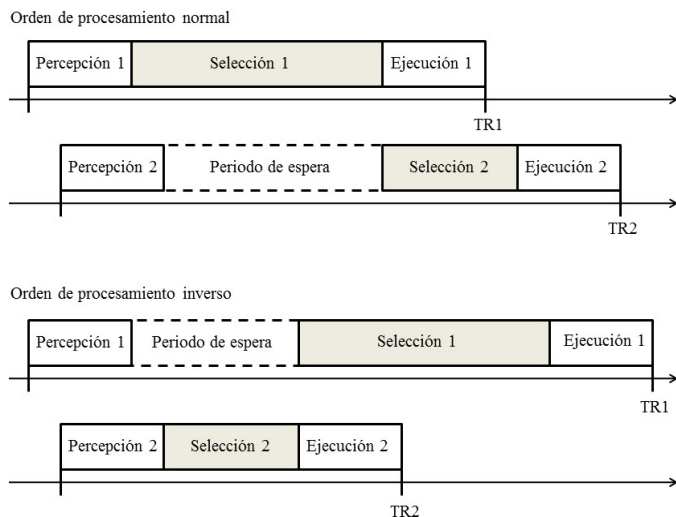 Orden de procesamiento normal
Percepción 1 Selección 1 Ejecución 1
TR1
Percepción 2 Periodo de espera Selección 2 Ejecución 2
TR2
Orden de procesamiento inverso
Percepción 1 Periodo de espera Selección 1 Ejecución 1
TR1
Percepción 2 Selección 2 Ejecución 2
TR2